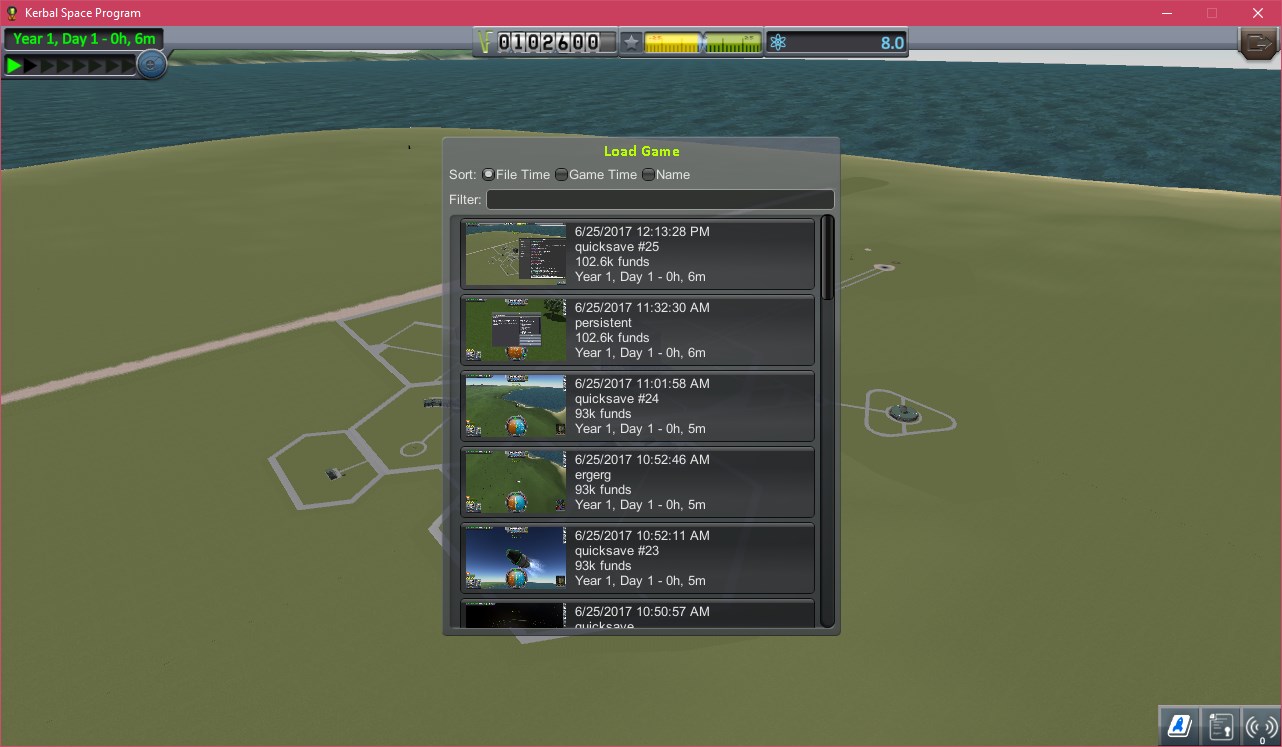 Kerbal Space Program
Year 1, Day 1 - 0h, 6m
0102600
8.0
Load Game
Sort: File Time Game Time Name
Filter:
6/25/2017 12:13:28 PM
quicksave #25
102.6k funds
Year 1, Day 1 - 0h, 6m
6/25/2017 11:32:30 AM
persistent
102.6k funds
Year 1, Day 1 - 0h, 6m
6/25/2017 11:01:58 AM
quicksave #24
93k funds
Year 1, Day 1 - 0h, 5m
6/25/2017 10:52:46 AM
ergerg
93k funds
Year 1, Day 1 - 0h, 5m
6/25/2017 10:52:11 AM
quicksave #23
93k funds
Year 1, Day 1 - 0h, 5m
6/25/2017 10:50:57 AM
quicksave
0